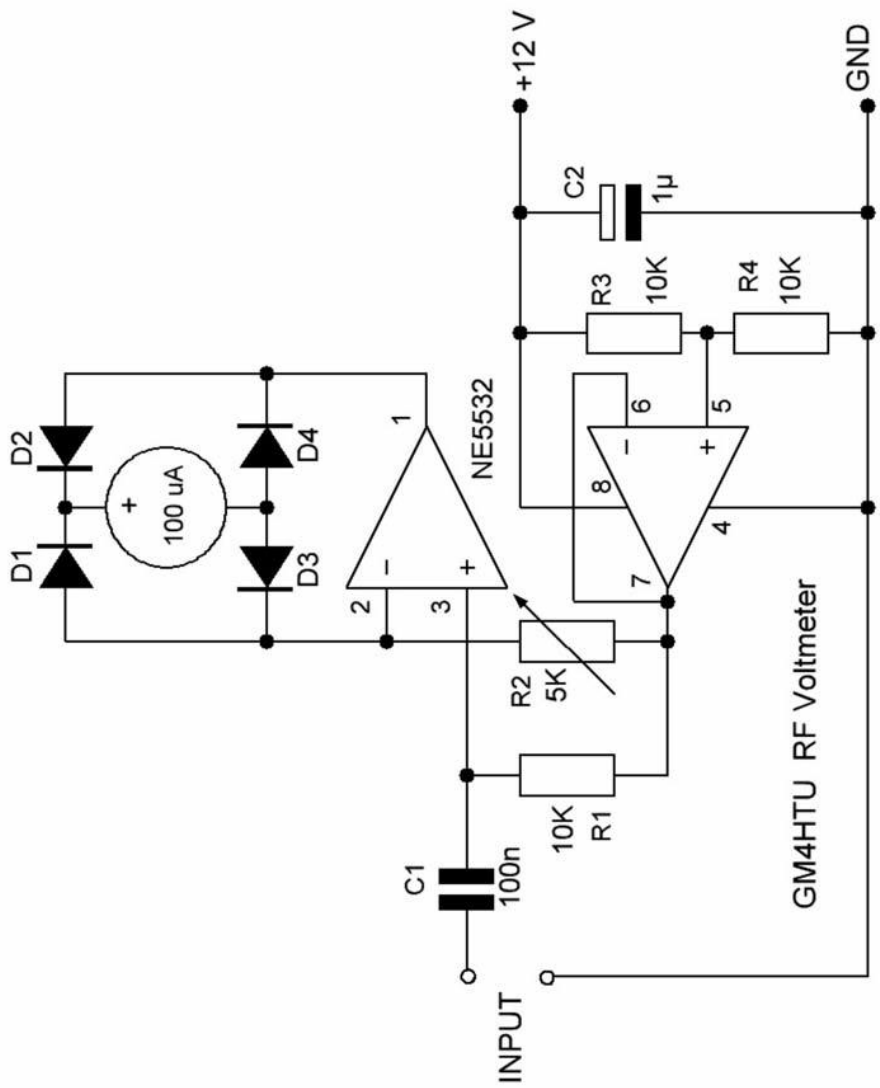 D1
D2
+
100 uA
D3
D4
2
−
1
3
+
NE5532
C1
100n
INPUT
R2
5K
10K
R1
+12 V
C2
1µ
R3
10K
R4
10K
8
−
6
7
+
5
4
GND
GM4HTU RF Voltmeter